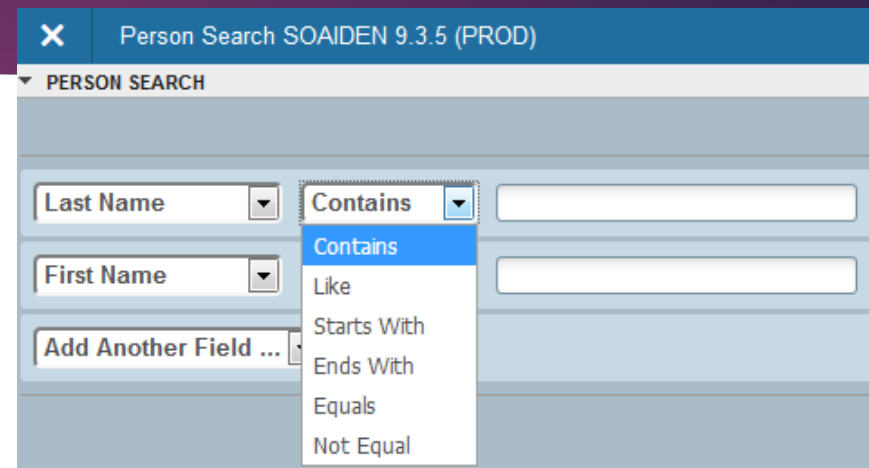 Person Search SOAIDEN 9.3.5 (PROD)
PERSON SEARCH
Last Name Contains
Contains
First Name
Like
Starts With
Add Another Field ...
Ends With
Equals
Not Equal